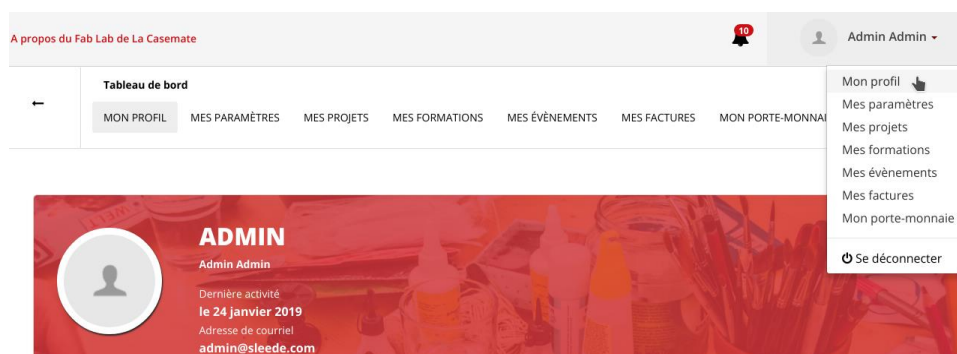 A propos du Fab Lab de La Casemate
10
Admin Admin
Tableau de bord
MON PROFIL MES PARAMÈTRES MES PROJETS MES FORMATIONS MES ÉVÈNEMENTS MES FACTURES MON PORTE-MONNAI
Mon profil
Mes paramètres
Mes projets
Mes formations
Mes évènements
Mes factures
Mon porte-monnaie
Se déconnecter
ADMIN
Admin Admin
Dernière activité
le 24 janvier 2019
Adresse de courriel
admin@sleede.com